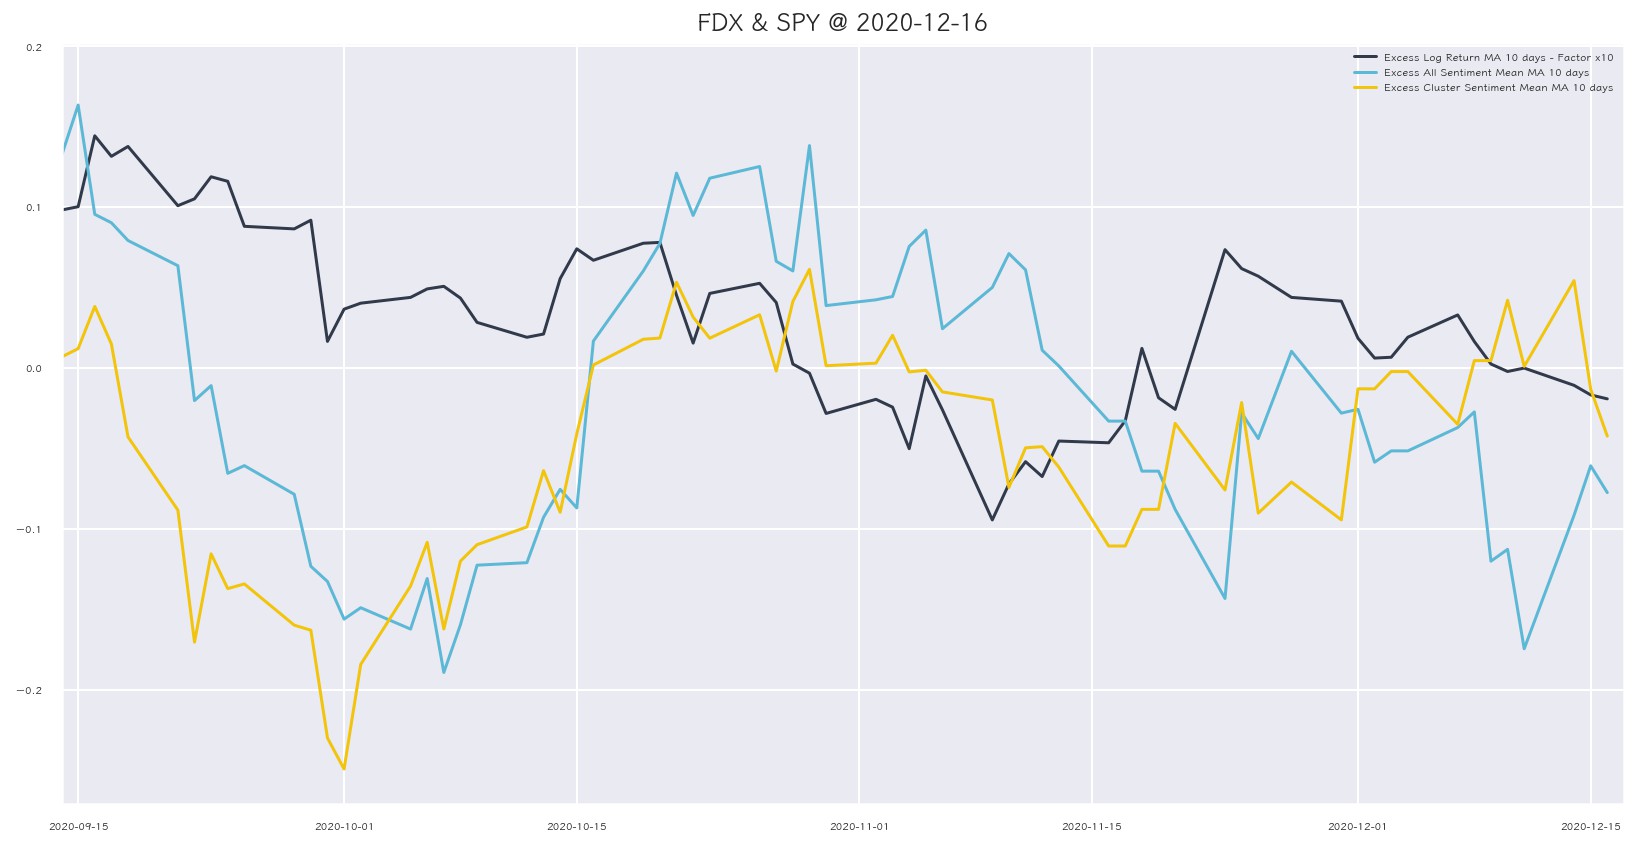 FDX & SPY @ 2020-12-16
Excess Log Return MA 10 days - Factor x10
Excess All Sentiment Mean MA 10 days
Excess Cluster Sentiment Mean MA 10 days
0.2
0.1
0.0
−0.1
−0.2
2020-09-15 2020-10-01 2020-10-15 2020-11-01 2020-11-15 2020-12-01 2020-12-15